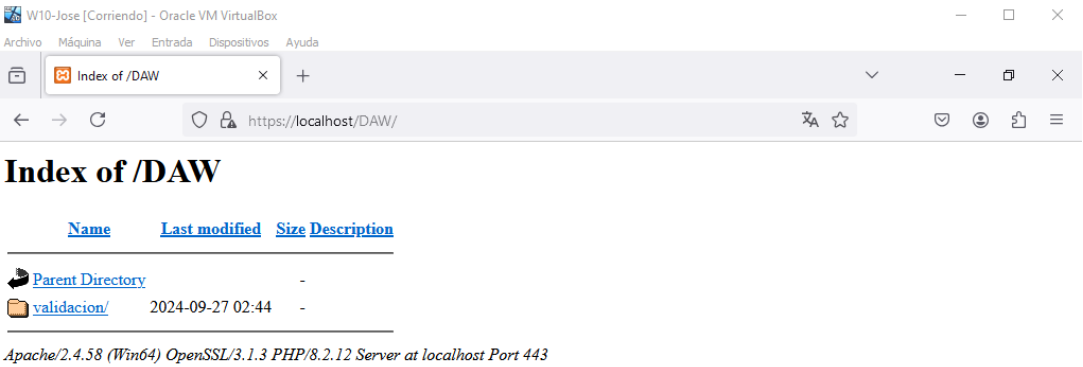 W10-Jose [Corriendo] - Oracle VM VirtualBox
Archivo Máquina Ver Entrada Dispositivos Ayuda
Index of /DAW
https://localhost/DAW/
Index of /DAW
Name Last modified Size Description
Parent Directory -
validacion/ 2024-09-27 02:44 -
Apache/2.4.58 (Win64) OpenSSL/3.1.3 PHP/8.2.12 Server at localhost Port 443